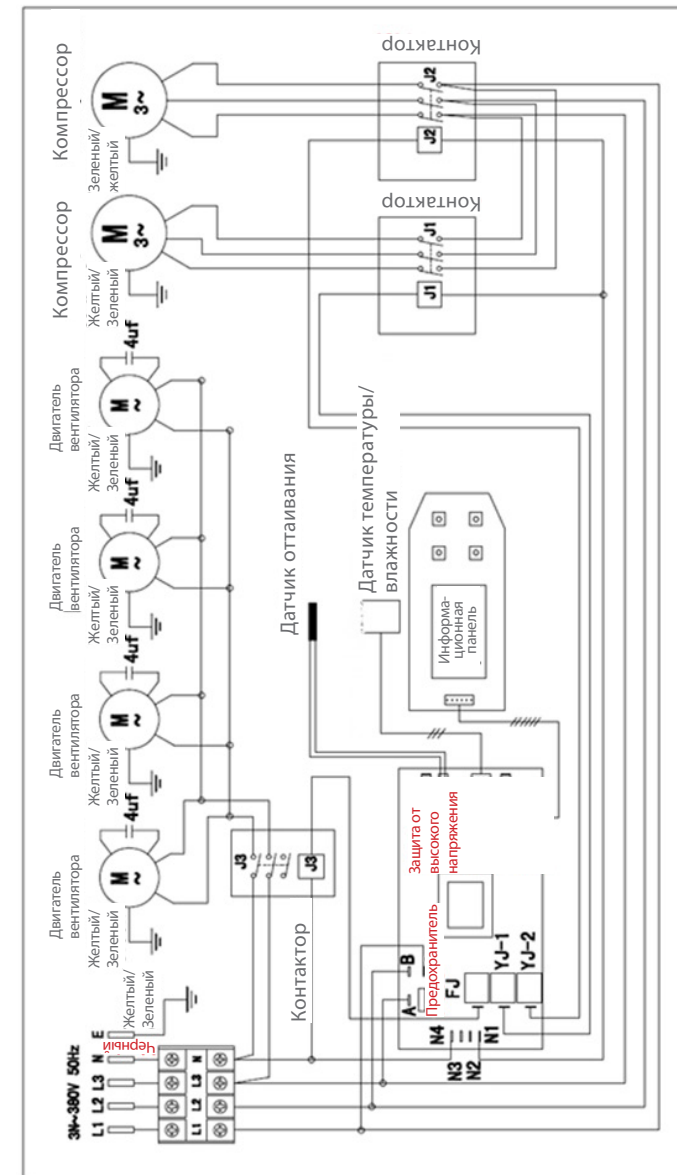 Компрессор
M
3~
Зеленый/
желтый
Контактор
J2
J2
Компрессор
M
3~
Желтый/
Зеленый
Контактор
J1
J1
4uf
Двигатель
вентилятора
M
~
Желтый/
Зеленый
4uf
Двигатель
вентилятора
M
~
Желтый/
Зеленый
4uf
Двигатель
вентилятора
M
~
Желтый/
Зеленый
4uf
Двигатель
вентилятора
M
~
Желтый/
Зеленый
Датчик оттаивания
Датчик температуры/
влажности
Информа-
ционная
панель
J3
J3
Контактор
Защита от
высокого
напряжения
Предохранитель
A
B
FJ
YJ-1
YJ-2
N4
N1
N3
N2
Желтый/
Зеленый
Черный
3N~380V 50Hz
L1
L2
L3
N
E
L1
L2
L3
N